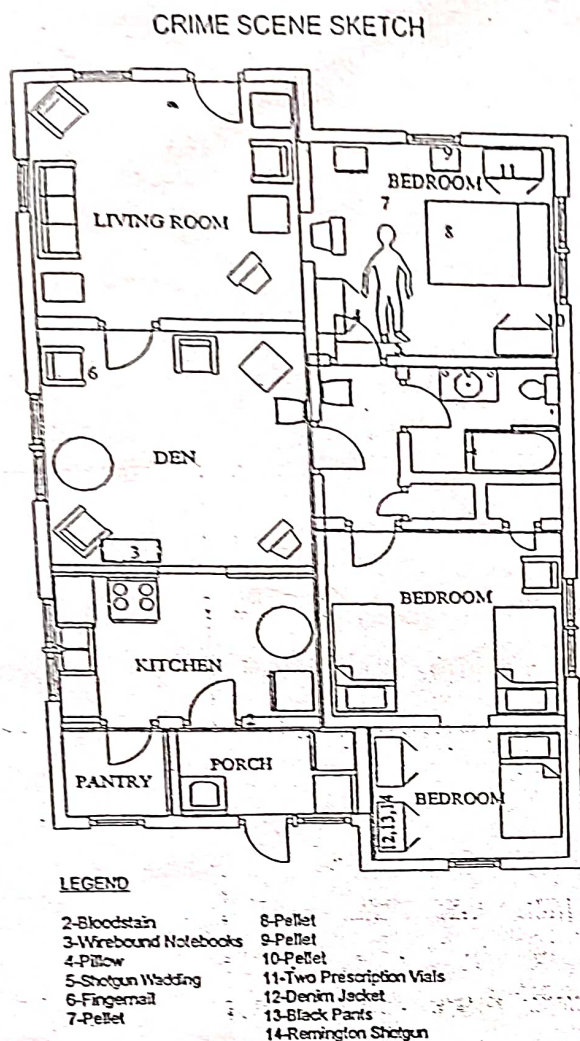 CRIME SCENE SKETCH
9
BEDROOM
11
7
LIVING ROOM
8
6
DEN
3
BEDROOM
KITCHEN
PORCH
PANTRY
BEDROOM
12,13,14
LEGEND
2-Bloodstain
3-Wirebound Notebooks
4-Pillow
5-Shotgun Wadding
6-Fingernail
7-Pellet
8-Pellet
9-Pellet
10-Pellet
11-Two Prescription Vials
12-Denim Jacket
13-Black Pants
14-Remington Shotgun